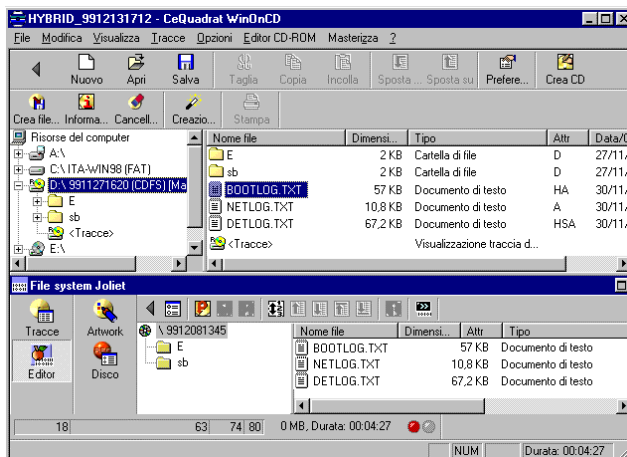 HYBRID_9912131712 - CeQuadrat WinOnCD
File Modifica Visualizza Tracce Opzioni Editor CD-ROM Masterizza ?
Nuovo Apri Salva Taglia Copia Incolla Sposta ... Sposta su Prefere... Crea CD
Crea file... Informa... Cancell... Creazio... Stampa
Risorse del computer
A:\
C:\ ITA-WIN98 (FAT)
D:\ 9911271620 (CDFS) [Ma
E
sb
<Tracce>
E:\
Nome file Dimensi... Tipo Attr Data/
E 2 KB Cartella di file D 27/11/
sb 2 KB Cartella di file D 27/11/
BOOTLOG.TXT 57 KB Documento di testo HA 30/11/
NETLOG.TXT 10,8 KB Documento di testo A 30/11/
DETLOG.TXT 67,2 KB Documento di testo HSA 30/11/
<Tracce> Visualizzazione traccia d...
File system Joliet
Tracce Artwork
Editor Disco
\ 9912081345
E
sb
Nome file Dimensi... Attr Tipo
BOOTLOG.TXT 57 KB Documento di testo
NETLOG.TXT 10,8 KB Documento di testo
DETLOG.TXT 67,2 KB Documento di testo
18 63 74 80 0 MB, Durata: 00:04:27
NUM Durata: 00:04:27